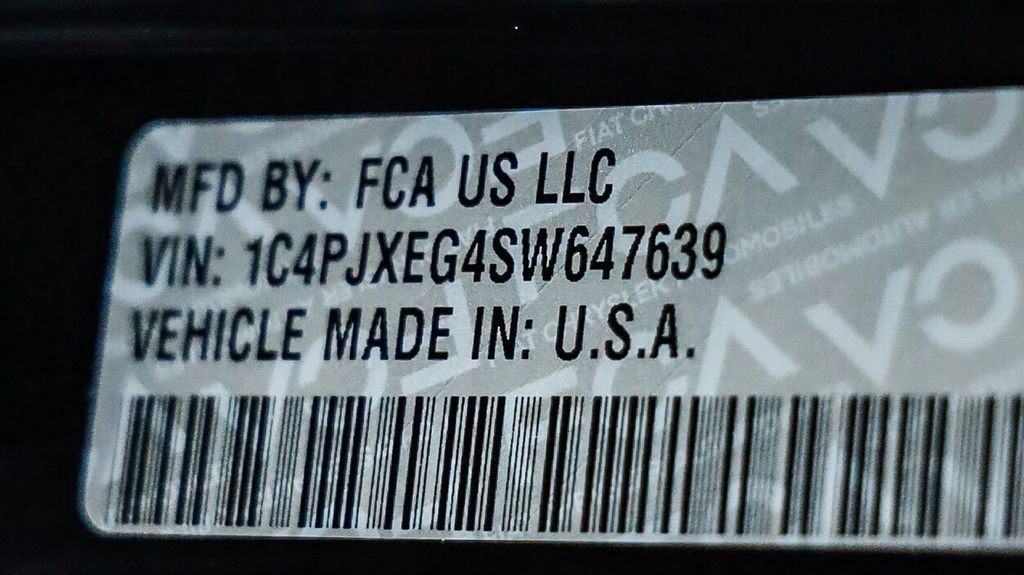 MFD BY: FCA US LLC
VIN: 1C4PJXEG4SW647639
VEHICLE MADE IN: U.S.A.